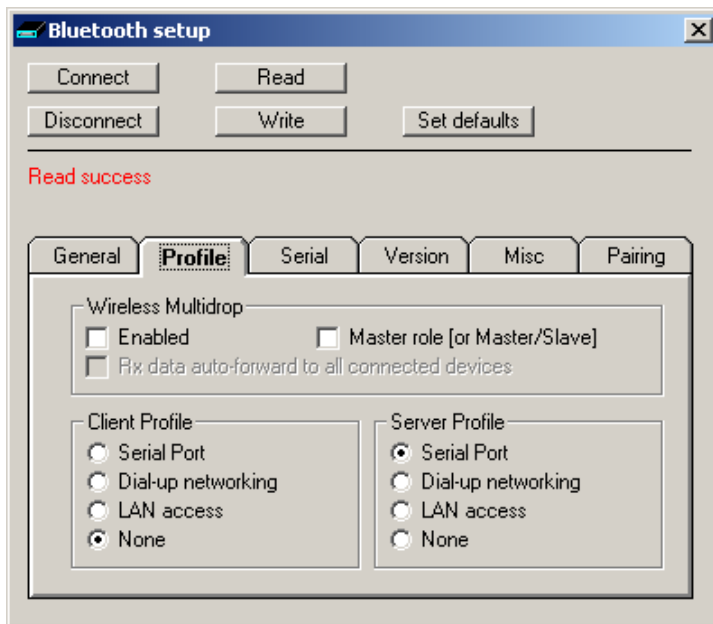 Bluetooth setup
Connect Read
Disconnect Write Set defaults
Read success
General Profile Serial Version Misc Pairing
Wireless Multidrop
Enabled Master role [or Master/Slave]
Rx data auto-forward to all connected devices
Client Profile Server Profile
Serial Port Serial Port
Dial-up networking Dial-up networking
LAN access LAN access
None None